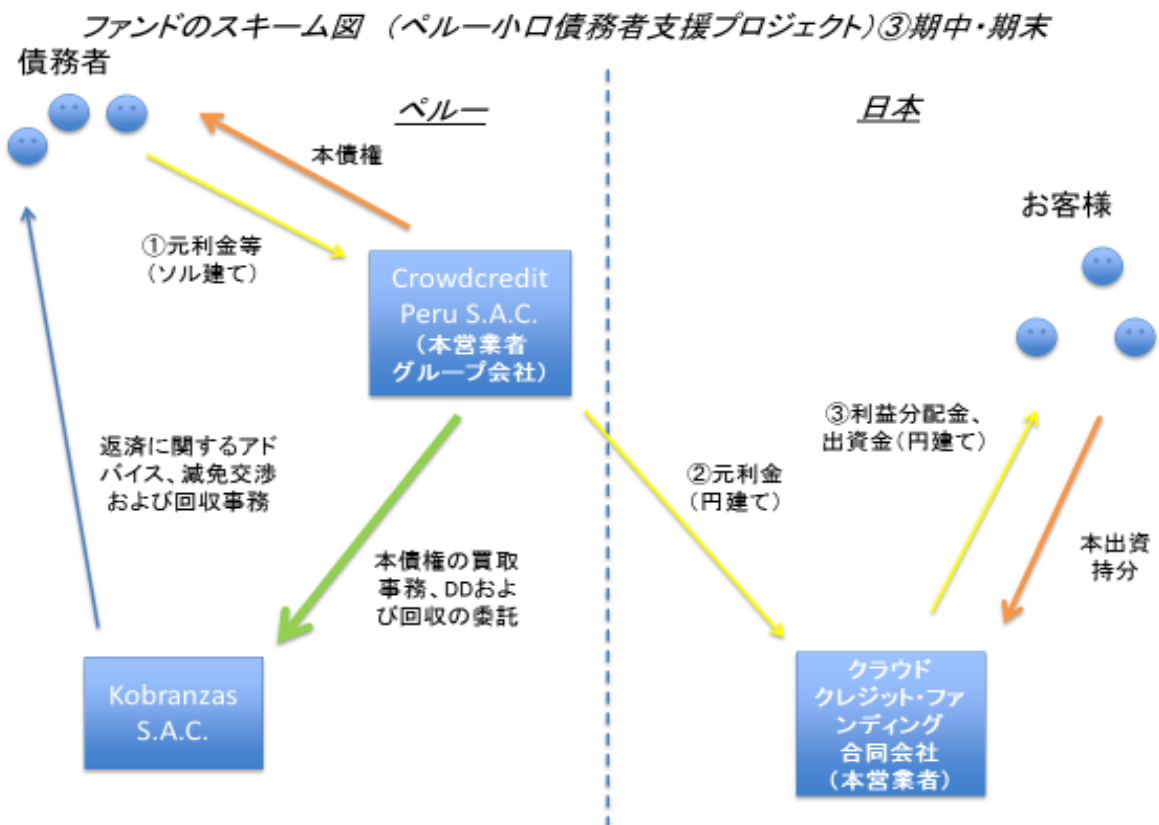 ファンドのスキーム図　(ペルー小口債務者支援プロジェクト)③期中・期末
債務者
ペルー
日本
本債権
お客様
①元利金等
(ソル建て)
Crowdcredit
Peru S.A.C.
(本営業者
グループ会社)
③利益分配金、
出資金(円建て)
返済に関するアド
バイス、減免交渉
および回収事務
②元利金
(円建て)
本出資
持分
本債権の買取
事務、DDおよ
び回収の委託
Kobranzas
S.A.C.
クラウド
クレジット・ファ
ンディング
合同会社
(本営業者)